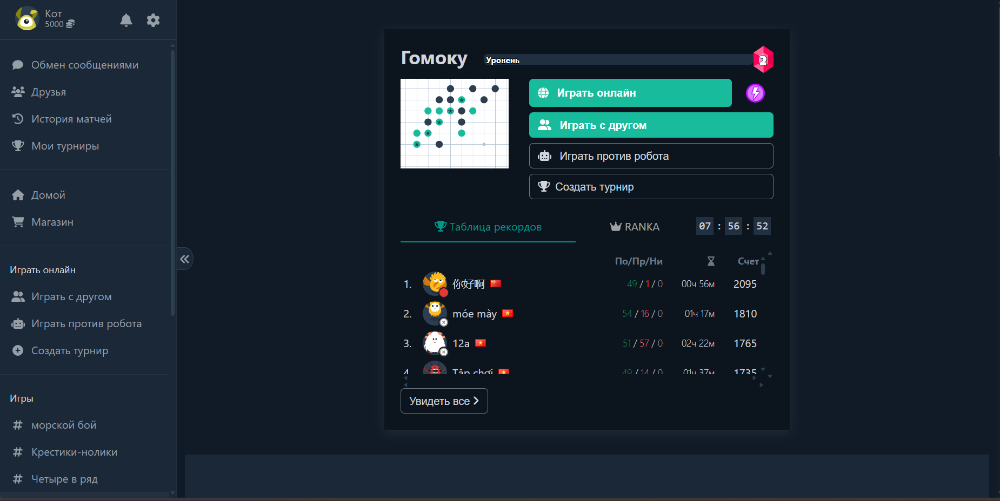 Кот
5000
Обмен сообщениями
Друзья
История матчей
Мои турниры
Домой
Магазин
Играть онлайн
Играть с другом
Играть против робота
Создать турнир
Игры
морской бой
Крестики-нолики
Четыре в ряд
Гомоку
Уровень
2
Играть онлайн
Играть с другом
Играть против робота
Создать турнир
Таблица рекордов
RANKA
07 : 56 : 52
По/Пр/Ни Счет
1. 你好啊 49 / 1 / 0 00ч 56м 2095
2. móe mày 54 / 16 / 0 01ч 17м 1810
3. 12a 51 / 57 / 0 02ч 22м 1765
4. Tập chơi 49 / 14 / 0 01ч 37м 1735
Увидеть все